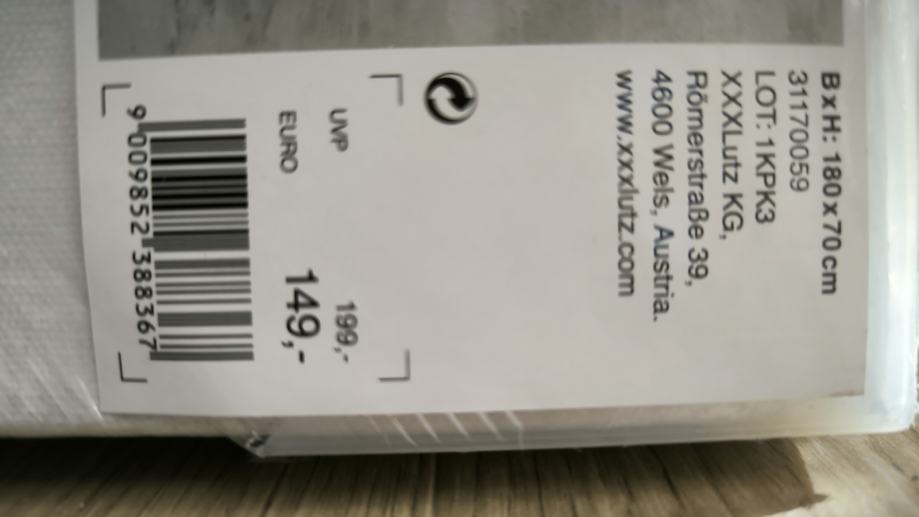 B x H: 180 x 70 cm
31170059
LOT: 1KPK3
XXXLutz KG,
Römerstraße 39,
4600 Wels, Austria.
www.xxxlutz.com
UVP 199,-
EURO 149,-
9 009852 388367